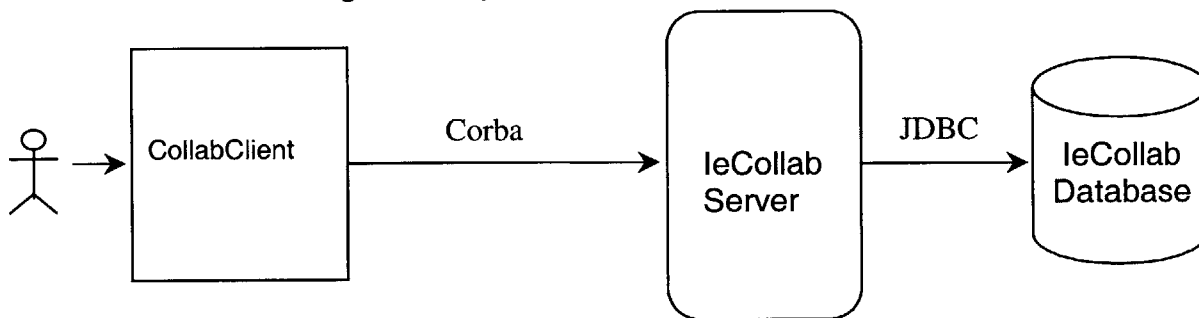 CollabClient
Corba
IeCollab
Server
JDBC
IeCollab
Database